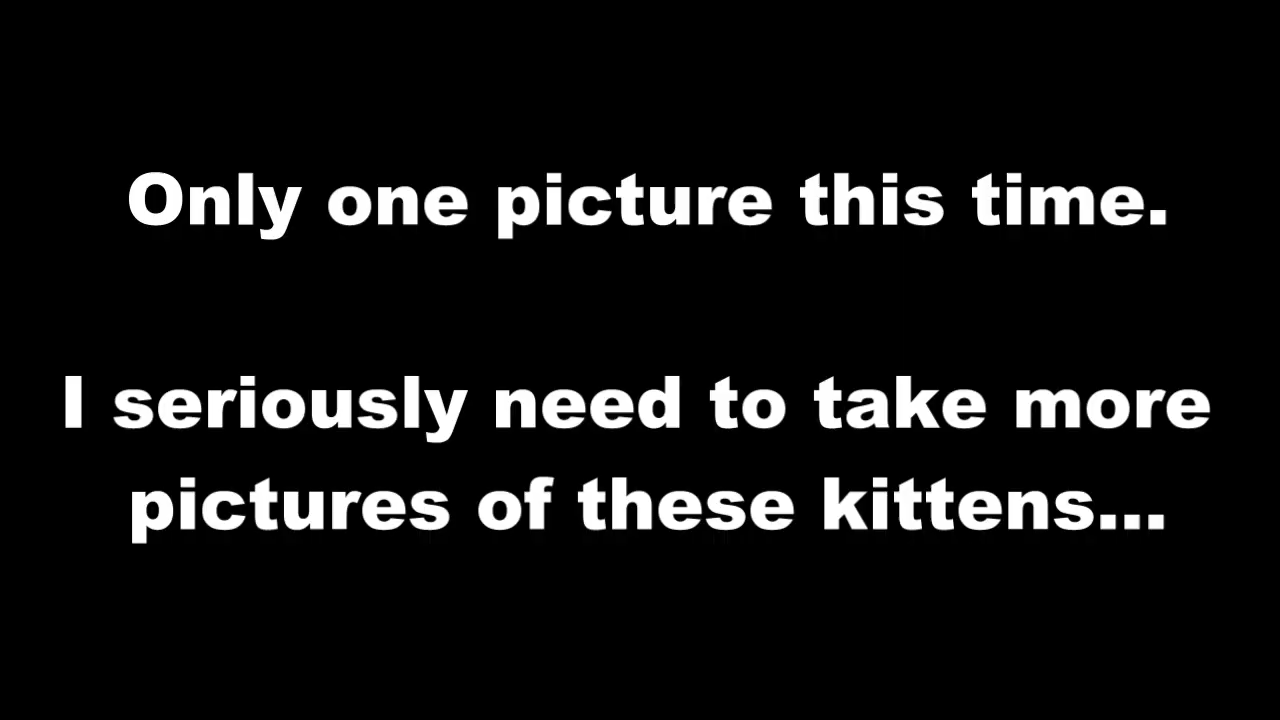 Only one picture this time.
I seriously need to take more
pictures of these kittens...